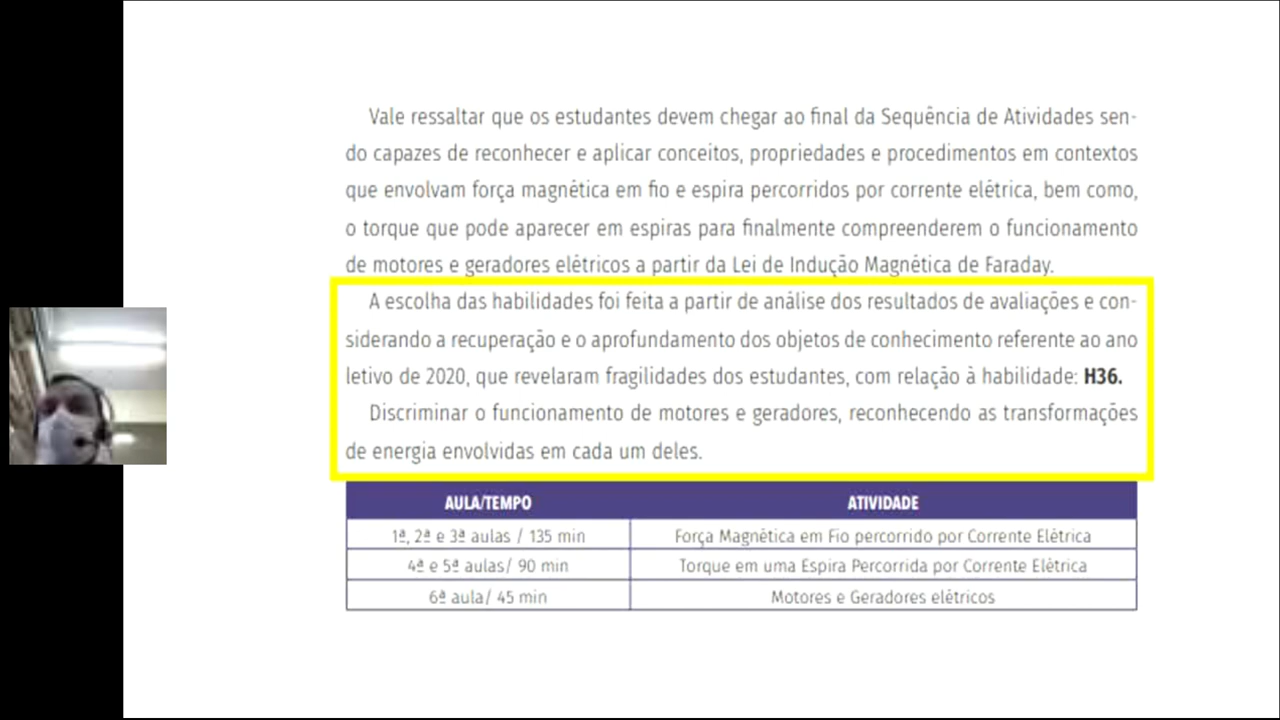 Vale ressaltar que os estudantes devem chegar ao final da Sequência de Atividades sen-
do capazes de reconhecer e aplicar conceitos, propriedades e procedimentos em contextos
que envolvam força magnética em fio e espira percorridos por corrente elétrica, bem como,
o torque que pode aparecer em espiras para finalmente compreenderem o funcionamento
de motores e geradores elétricos a partir da Lei de Indução Magnética de Faraday.
A escolha das habilidades foi feita a partir de análise dos resultados de avaliações e con-
siderando a recuperação e o aprofundamento dos objetos de conhecimento referente ao ano
letivo de 2020, que revelaram fragilidades dos estudantes, com relação à habilidade: H36.
Discriminar o funcionamento de motores e geradores, reconhecendo as transformações
de energia envolvidas em cada um deles.
AULA/TEMPO ATIVIDADE
1ª, 2ª e 3ª aulas / 135 min Força Magnética em Fio percorrido por Corrente Elétrica
4ª e 5ª aulas/ 90 min Torque em uma Espira Percorrida por Corrente Elétrica
6ª aula/ 45 min Motores e Geradores elétricos